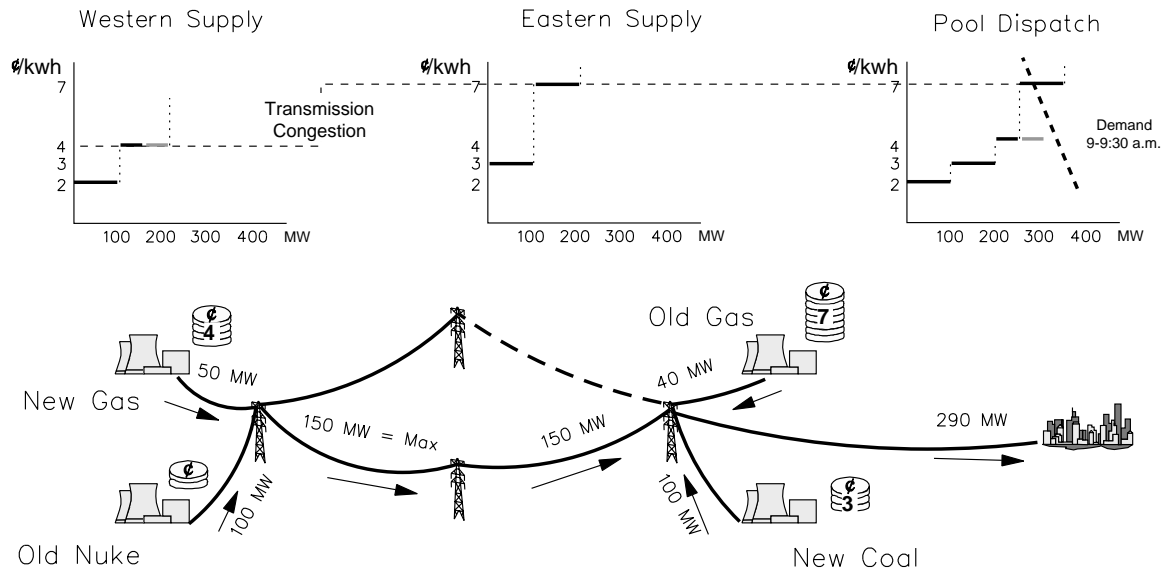 Western Supply
Eastern Supply
Pool Dispatch
¢/kwh
7
4
3
2
100 200 300 400 MW
Transmission
Congestion
¢/kwh
7
4
3
2
100 200 300 400 MW
¢/kwh
7
4
3
2
100 200 300 400 MW
Demand
9-9:30 a.m.
¢
4
50 MW
New Gas
Old Gas
¢
7
40 MW
150 MW = Max
150 MW
290 MW
¢
100 MW
Old Nuke
100 MW
¢
3
New Coal